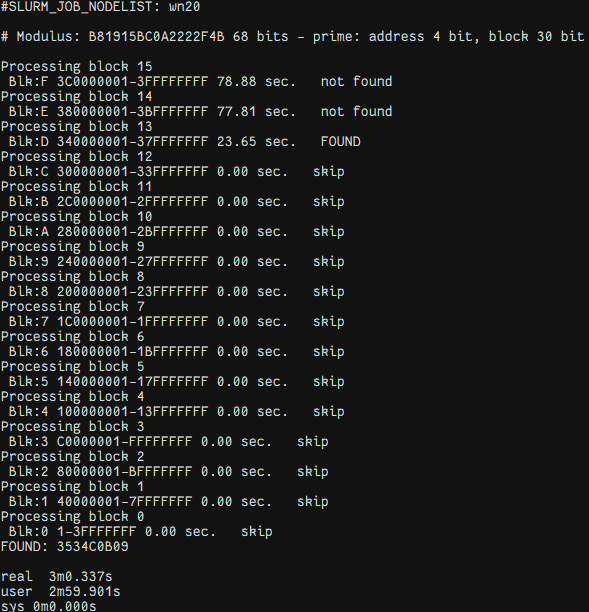 #SLURM_JOB_NODELIST: wn20
# Modulus: B81915BC0A2222F4B 68 bits - prime: address 4 bit, block 30 bit
Processing block 15
Blk:F 3C0000001-3FFFFFFFF 78.88 sec. not found
Processing block 14
Blk:E 380000001-3BFFFFFFF 77.81 sec. not found
Processing block 13
Blk:D 340000001-37FFFFFFF 23.65 sec. FOUND
Processing block 12
Blk:C 300000001-33FFFFFFF 0.00 sec. skip
Processing block 11
Blk:B 2C0000001-2FFFFFFFF 0.00 sec. skip
Processing block 10
Blk:A 280000001-2BFFFFFFF 0.00 sec. skip
Processing block 9
Blk:9 240000001-27FFFFFFF 0.00 sec. skip
Processing block 8
Blk:8 200000001-23FFFFFFF 0.00 sec. skip
Processing block 7
Blk:7 1C0000001-1FFFFFFFF 0.00 sec. skip
Processing block 6
Blk:6 180000001-1BFFFFFFF 0.00 sec. skip
Processing block 5
Blk:5 140000001-17FFFFFFF 0.00 sec. skip
Processing block 4
Blk:4 100000001-13FFFFFFF 0.00 sec. skip
Processing block 3
Blk:3 C0000001-FFFFFFFF 0.00 sec. skip
Processing block 2
Blk:2 80000001-BFFFFFFF 0.00 sec. skip
Processing block 1
Blk:1 40000001-7FFFFFFF 0.00 sec. skip
Processing block 0
Blk:0 1-3FFFFFFF 0.00 sec. skip
FOUND: 3534C0B09
real 3m0.337s
user 2m59.901s
sys 0m0.000s